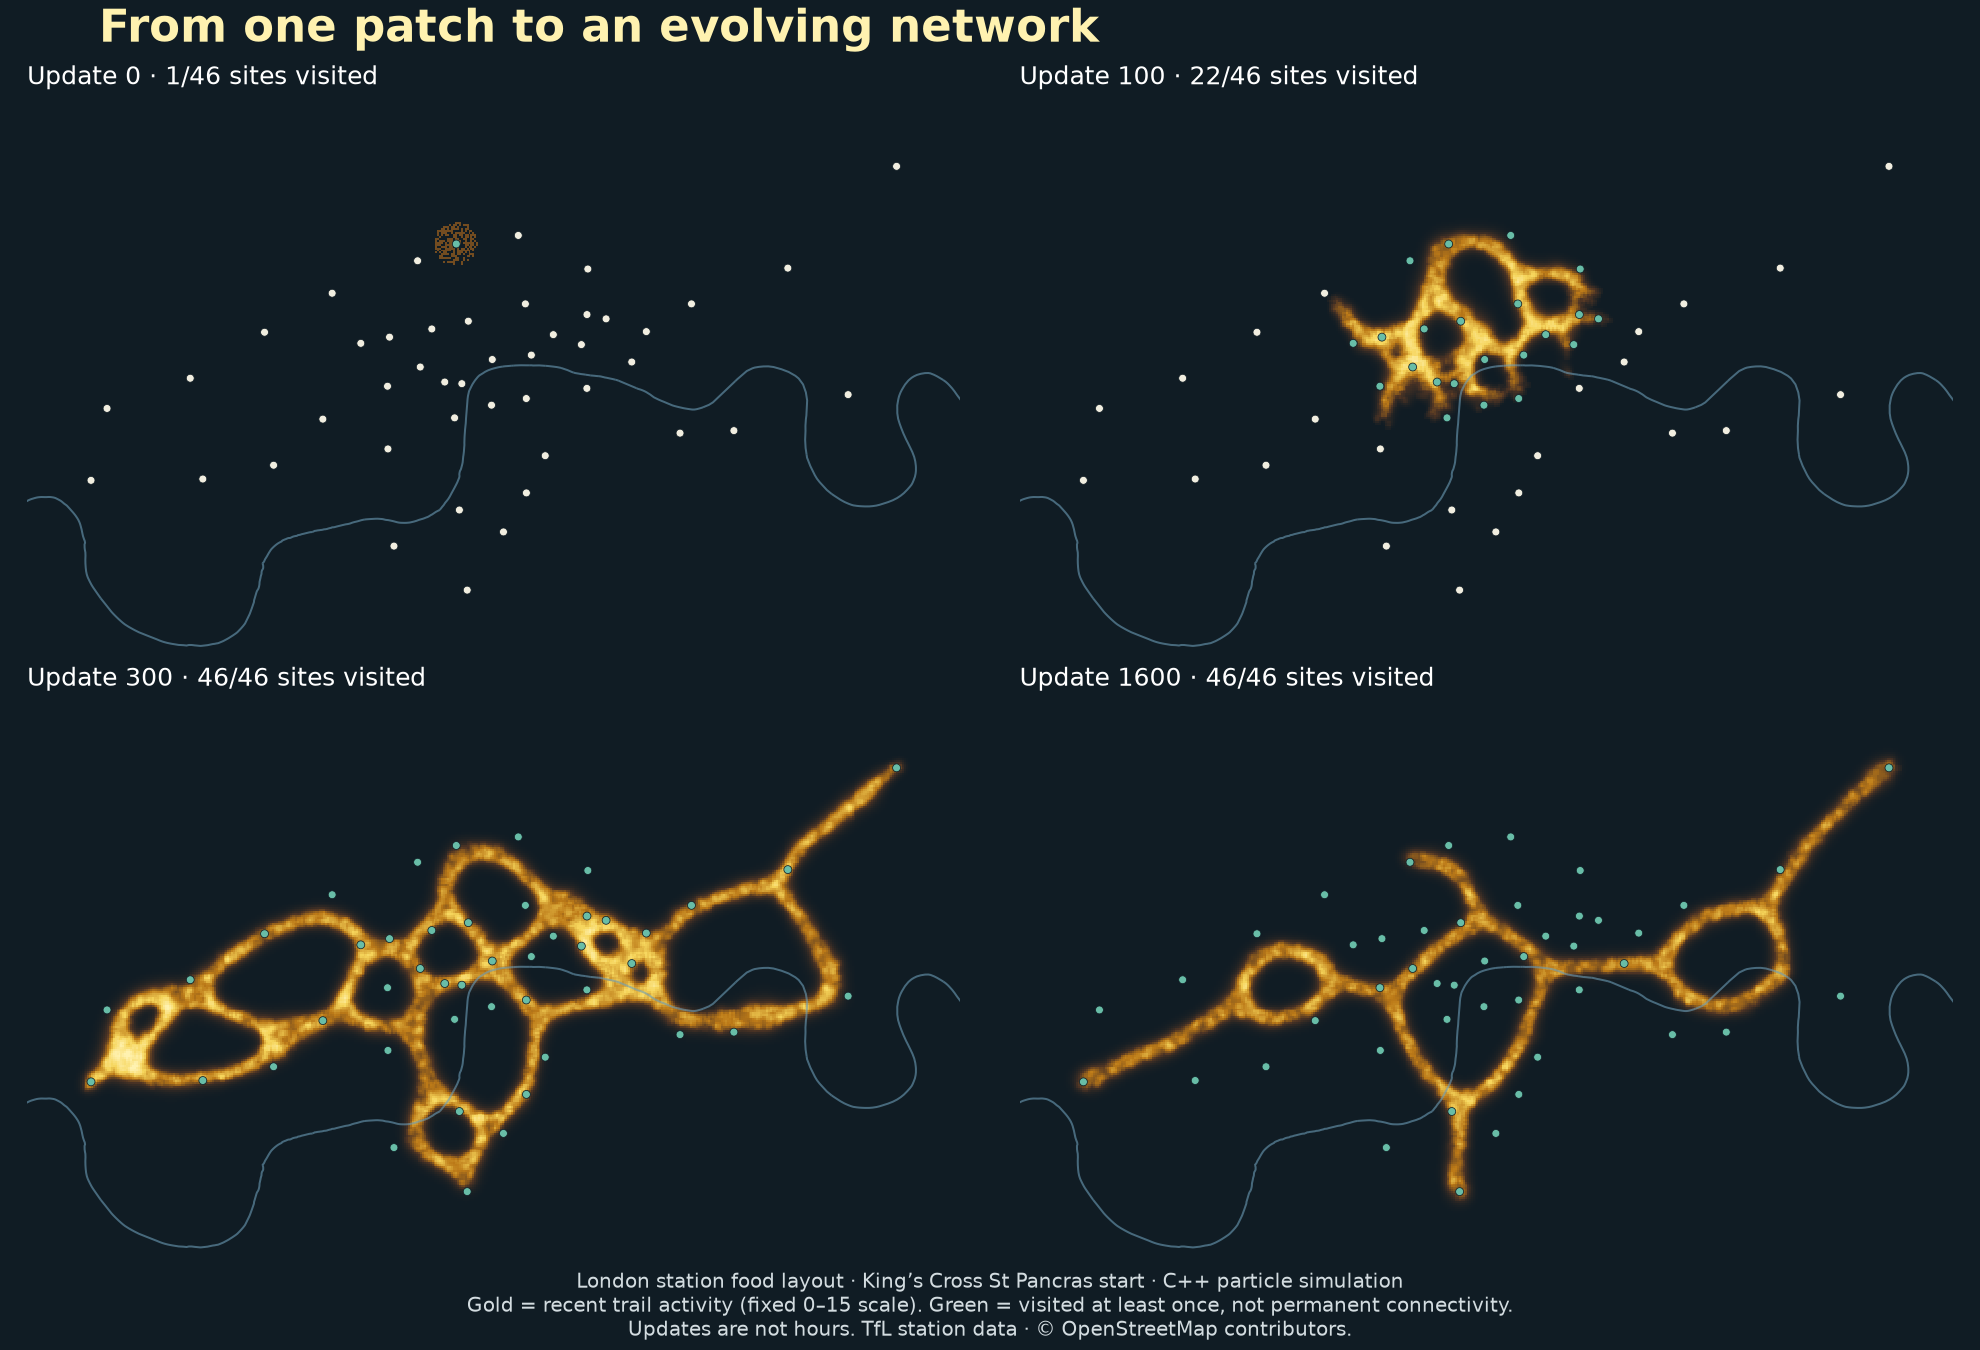 From one patch to an evolving network
Update 0 · 1/46 sites visited
Update 100 · 22/46 sites visited
Update 300 · 46/46 sites visited
Update 1600 · 46/46 sites visited
London station food layout · King’s Cross St Pancras start · C++ particle simulation
Gold = recent trail activity (fixed 0–15 scale). Green = visited at least once, not permanent connectivity.
Updates are not hours. TfL station data · © OpenStreetMap contributors.